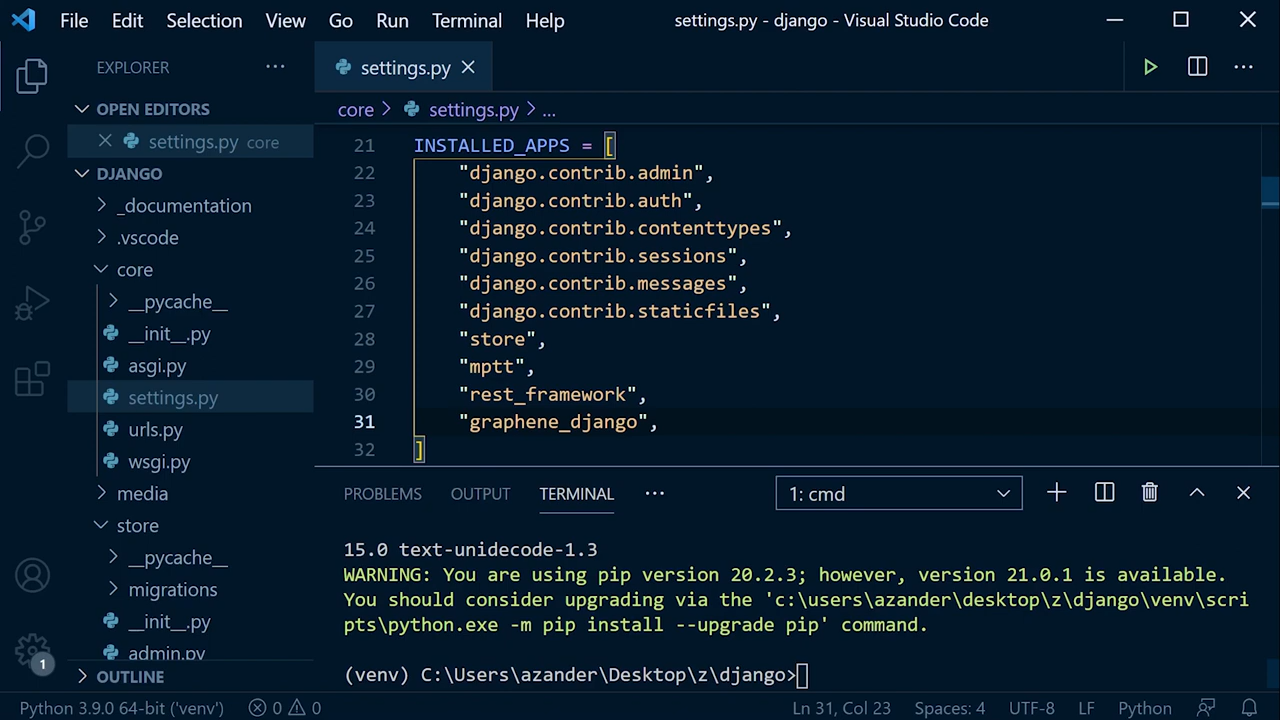 File Edit Selection View Go Run Terminal Help settings.py - django - Visual Studio Code
EXPLORER
settings.py
OPEN EDITORS
settings.py core
DJANGO
_documentation
.vscode
core
__pycache__
__init__.py
asgi.py
settings.py
urls.py
wsgi.py
media
store
__pycache__
migrations
__init__.py
admin.py
OUTLINE
core > settings.py > ...
21 INSTALLED_APPS = [
22 "django.contrib.admin",
23 "django.contrib.auth",
24 "django.contrib.contenttypes",
25 "django.contrib.sessions",
26 "django.contrib.messages",
27 "django.contrib.staticfiles",
28 "store",
29 "mptt",
30 "rest_framework",
31 "graphene_django",
32 ]
PROBLEMS OUTPUT TERMINAL ... 1: cmd
15.0 text-unidecode-1.3
WARNING: You are using pip version 20.2.3; however, version 21.0.1 is available.
You should consider upgrading via the 'c:\users\azander\desktop\z\django\venv\scri
pts\python.exe -m pip install --upgrade pip' command.
(venv) C:\Users\azander\Desktop\z\django>
1
Python 3.9.0 64-bit ('venv') 0 0 Ln 31, Col 23 Spaces: 4 UTF-8 LF Python